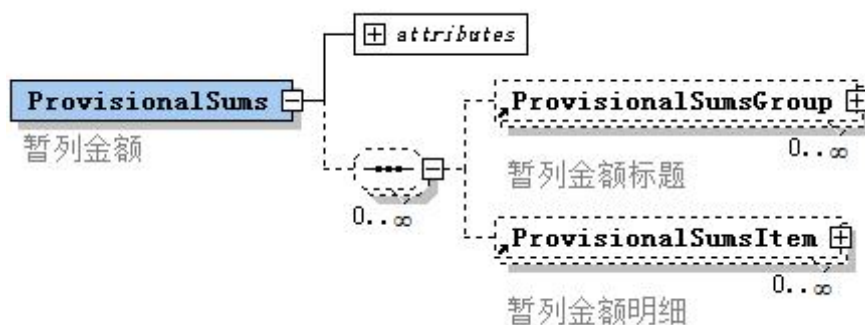 attributes
ProvisionalSums
暂列金额
0..∞
ProvisionalSumsGroup
0..∞
暂列金额标题
ProvisionalSumsItem
0..∞
暂列金额明细